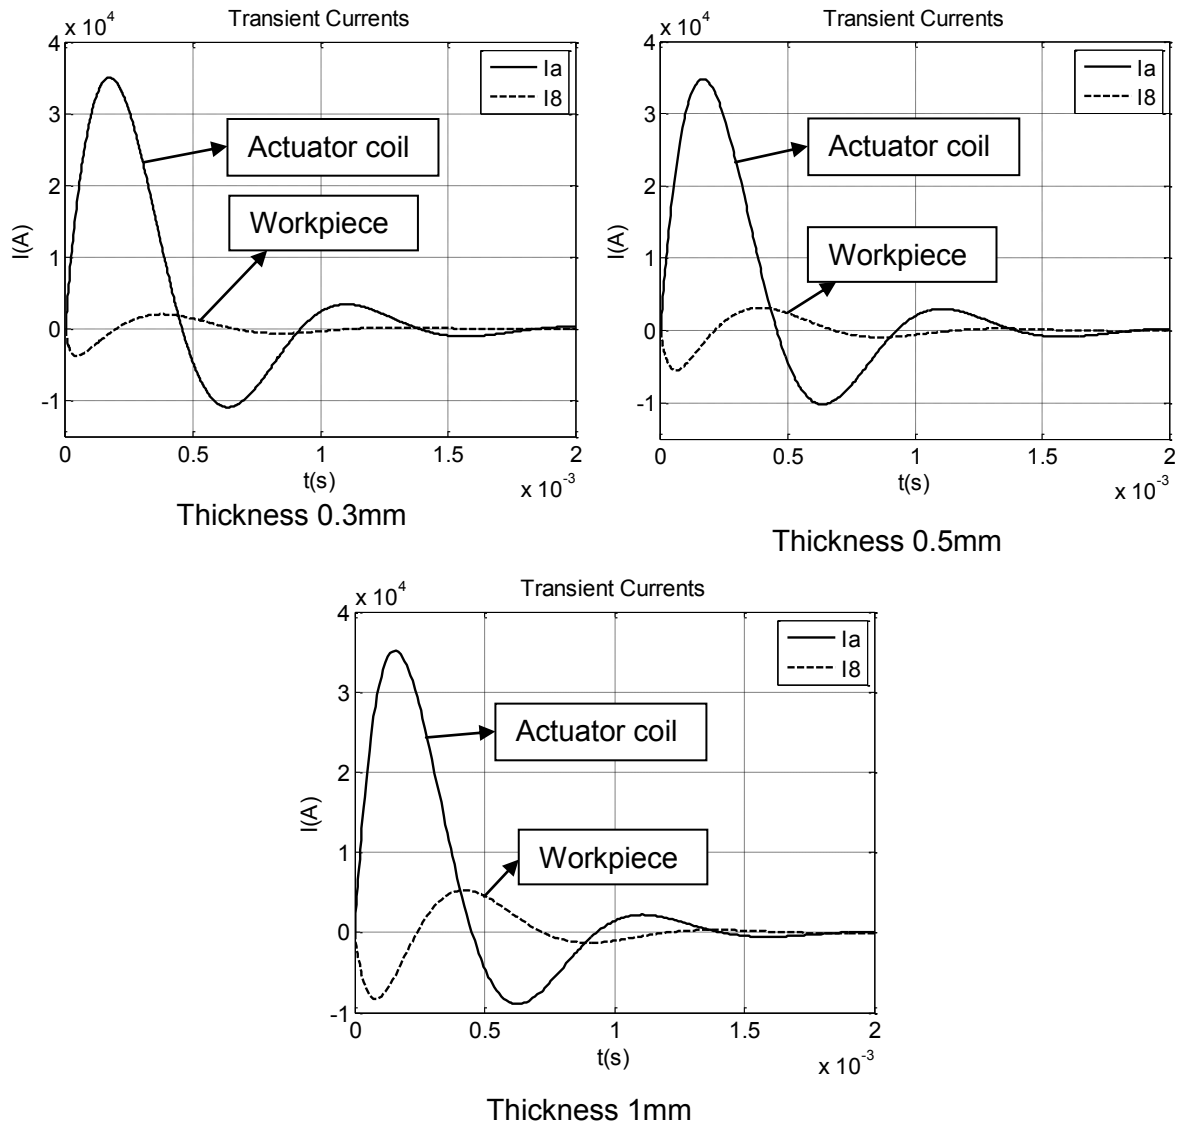 Transient Currents
x 10^4
4
3
2
1
0
-1
I(A)
Ia
I8
Actuator coil
Workpiece
0 0.5 1 1.5 2
t(s)
x 10^-3
Thickness 0.3mm
Transient Currents
x 10^4
4
3
2
1
0
-1
I(A)
Ia
I8
Actuator coil
Workpiece
0 0.5 1 1.5 2
t(s)
x 10^-3
Thickness 0.5mm
Transient Currents
x 10^4
4
3
2
1
0
-1
I(A)
Ia
I8
Actuator coil
Workpiece
0 0.5 1 1.5 2
t(s)
x 10^-3
Thickness 1mm